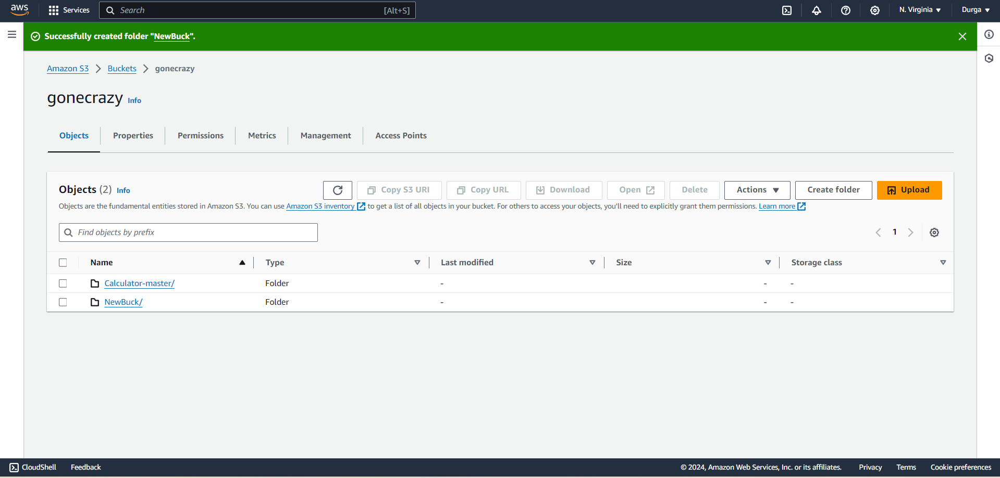 aws Services Search [Alt+S] N. Virginia Durga
Successfully created folder "NewBuck".
Amazon S3 Buckets gonecrazy
gonecrazy Info
Objects Properties Permissions Metrics Management Access Points
Objects (2) Info Copy S3 URI Copy URL Download Open Delete Actions Create folder Upload
Objects are the fundamental entities stored in Amazon S3. You can use Amazon S3 inventory to get a list of all objects in your bucket. For others to access your objects, you'll need to explicitly grant them permissions. Learn more
Find objects by prefix 1
Name Type Last modified Size Storage class
Calculator-master/ Folder - - -
NewBuck/ Folder - - -
CloudShell Feedback © 2024, Amazon Web Services, Inc. or its affiliates. Privacy Terms Cookie preferences